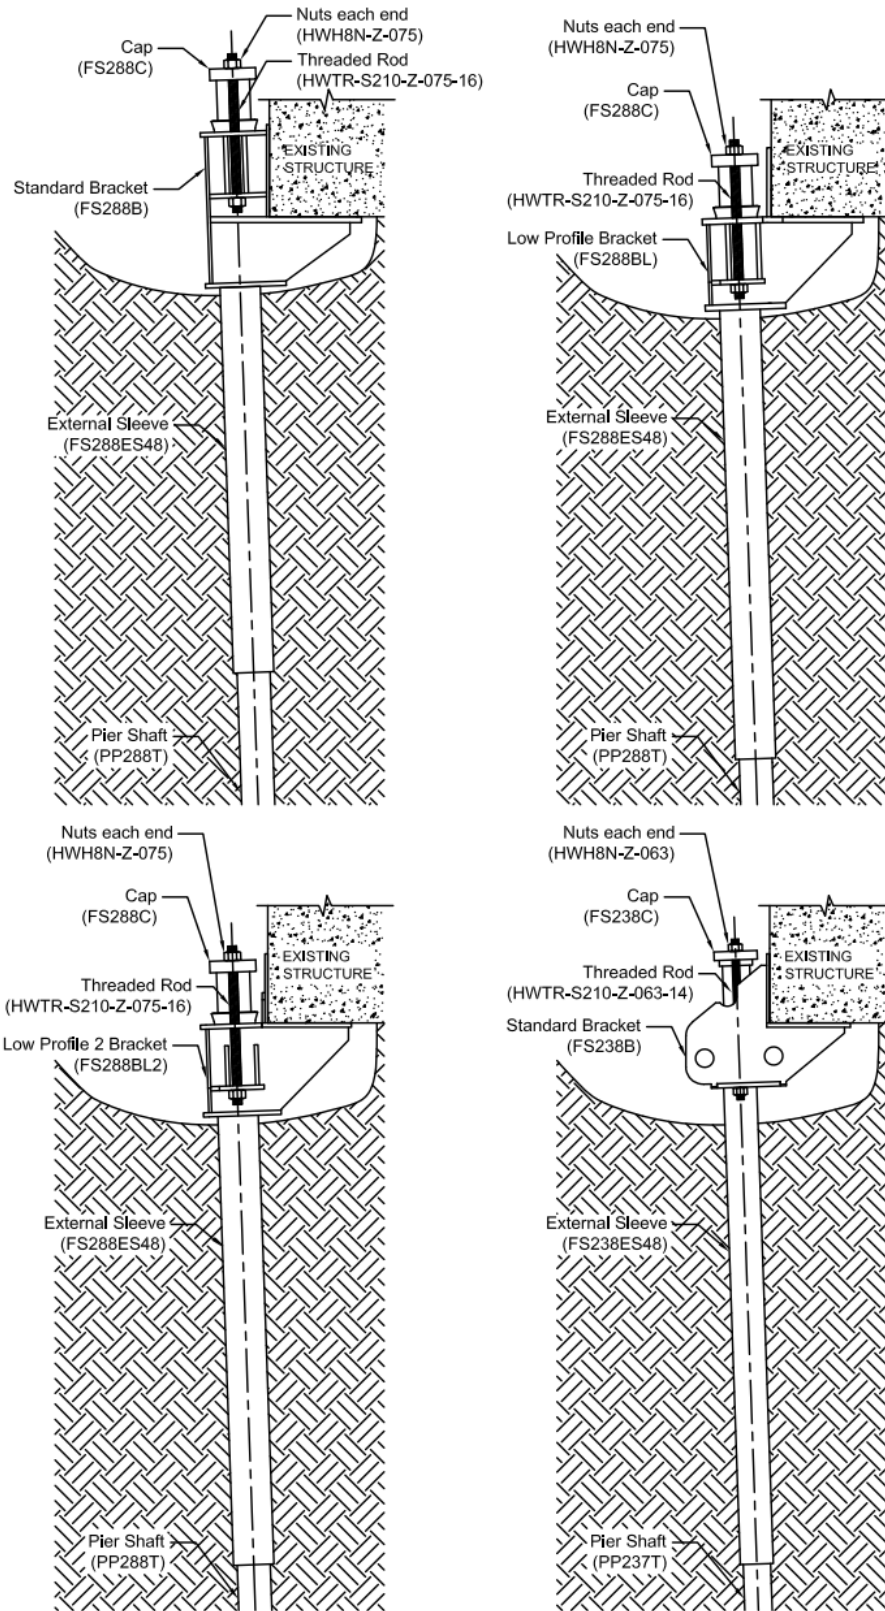 Nuts each end
(HWH8N-Z-075)
Cap
(FS288C)
Threaded Rod
(HWTR-S210-Z-075-16)
EXISTING
STRUCTURE
Standard Bracket
(FS288B)
External Sleeve
(FS288ES48)
Pier Shaft
(PP288T)
Nuts each end
(HWH8N-Z-075)
Cap
(FS288C)
EXISTING
STRUCTURE
Threaded Rod
(HWTR-S210-Z-075-16)
Low Profile Bracket
(FS288BL)
External Sleeve
(FS288ES48)
Pier Shaft
(PP288T)
Nuts each end
(HWH8N-Z-075)
Cap
(FS288C)
EXISTING
STRUCTURE
Threaded Rod
(HWTR-S210-Z-075-16)
Low Profile 2 Bracket
(FS288BL2)
External Sleeve
(FS288ES48)
Pier Shaft
(PP288T)
Nuts each end
(HWH8N-Z-063)
Cap
(FS238C)
EXISTING
STRUCTURE
Threaded Rod
(HWTR-S210-Z-063-14)
Standard Bracket
(FS238B)
External Sleeve
(FS238ES48)
Pier Shaft
(PP237T)